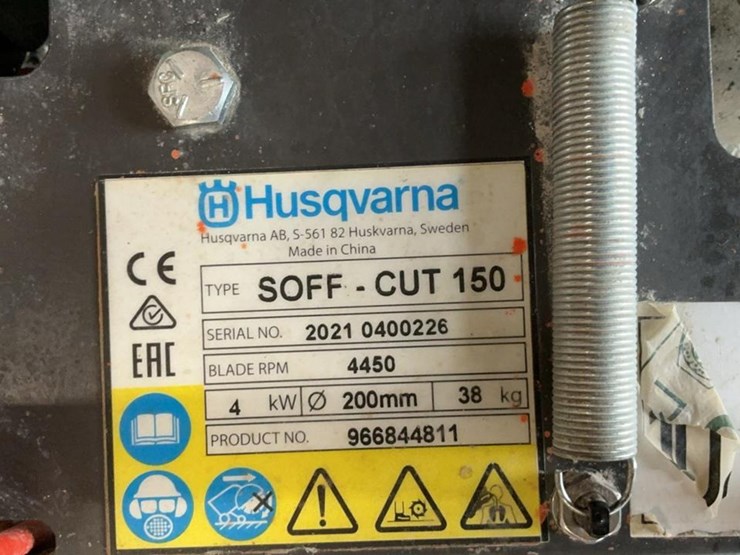 SFG
Husqvarna
Husqvarna AB, S-561 82 Huskvarna, Sweden
Made in China
CE
TYPE SOFF - CUT 150
SERIAL NO. 2021 0400226
EAC
BLADE RPM 4450
4 kW Ø 200mm 38 kg
PRODUCT NO. 966844811